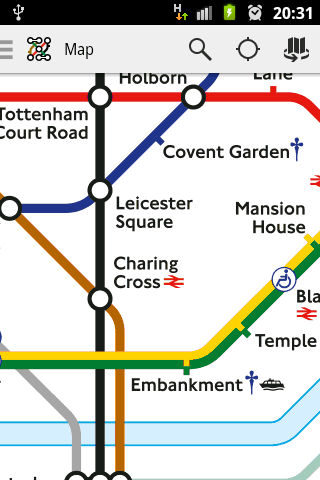 H 20:31
Map
Holborn
Lane
Tottenham
Court Road
Covent Garden
Leicester
Square
Mansion
House
Charing
Cross
Bla
Temple
Embankment